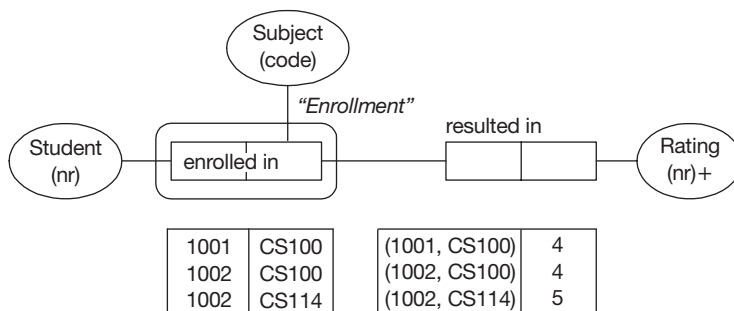 Subject
(code)
“Enrollment”
resulted in
Student
(nr)
enrolled in
Rating
(nr)+
1001 CS100
1002 CS100
1002 CS114
(1001, CS100) 4
(1002, CS100) 4
(1002, CS114) 5